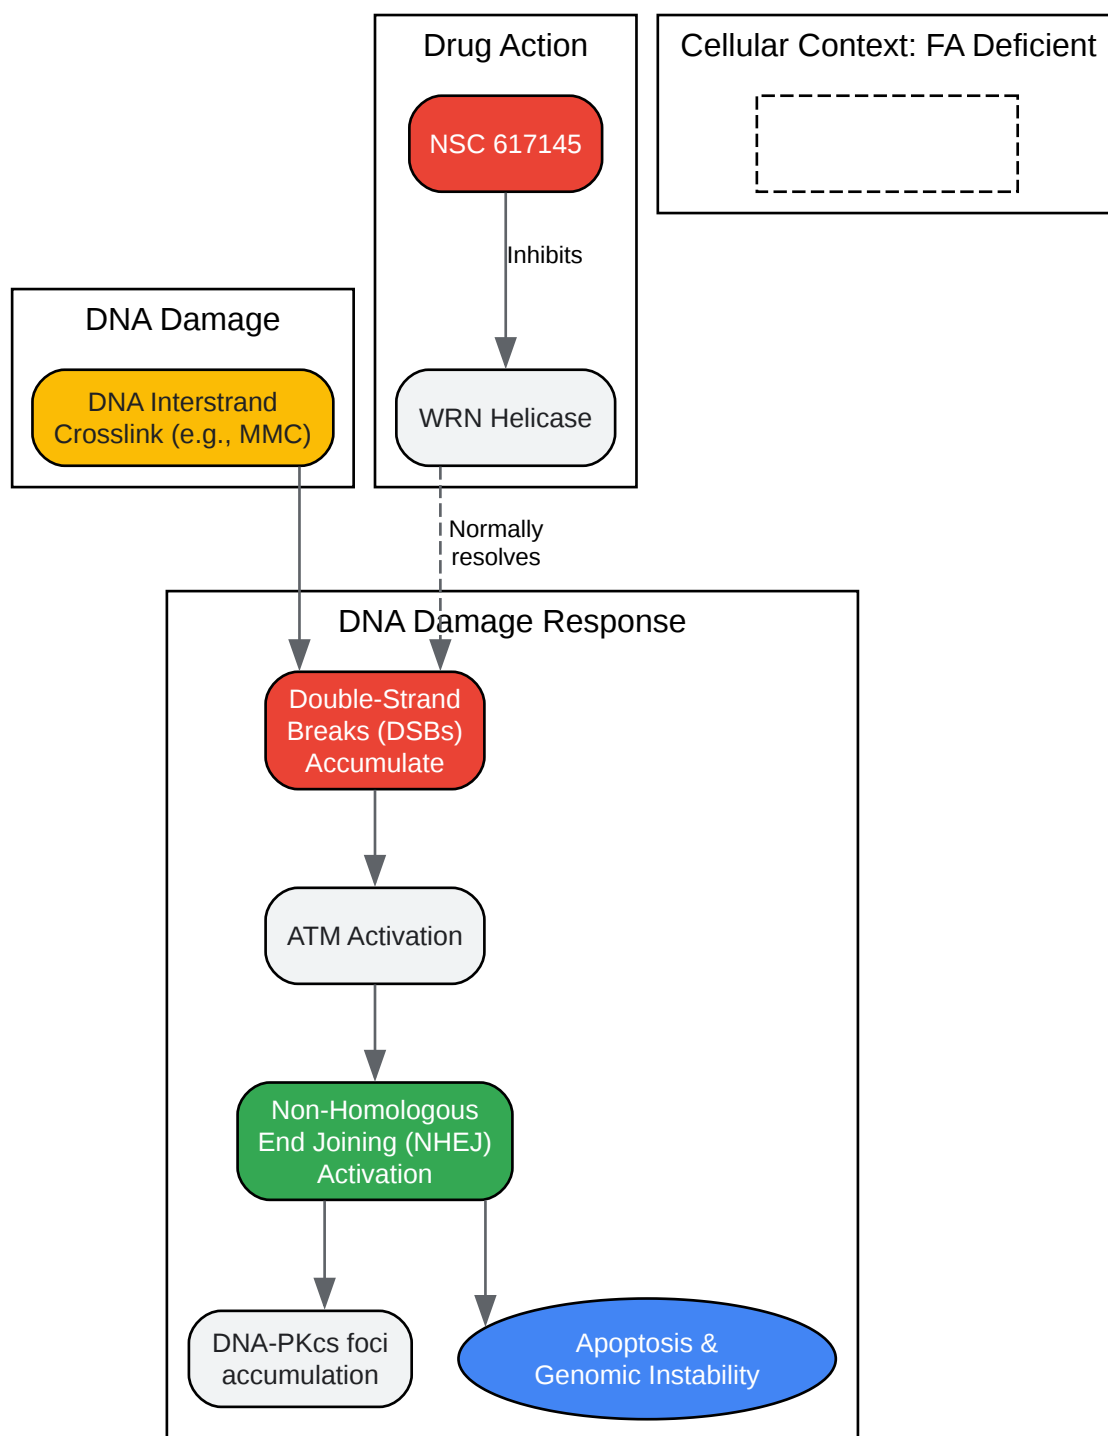 Drug Action
Cellular Context: FA Deficient
NSC 617145
Inhibits
DNA Damage
DNA Interstrand
Crosslink (e.g., MMC)
WRN Helicase
Normally
resolves
DNA Damage Response
Double-Strand
Breaks (DSBs)
Accumulate
ATM Activation
Non-Homologous
End Joining (NHEJ)
Activation
DNA-PKcs foci
accumulation
Apoptosis &
Genomic Instability